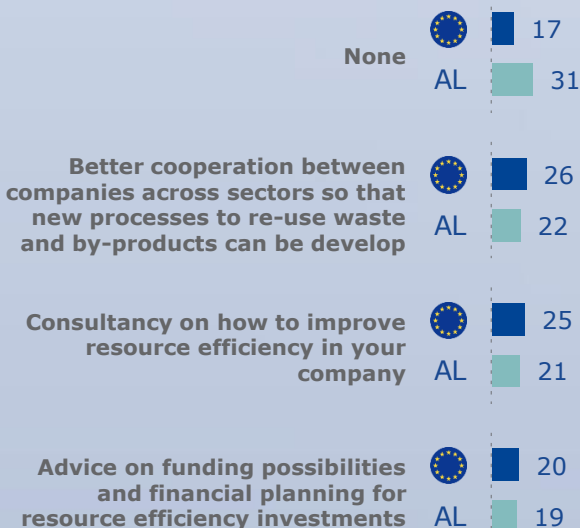 None
17
AL 31
Better cooperation between
companies across sectors so that
new processes to re-use waste
and by-products can be develop
26
AL 22
Consultancy on how to improve
resource efficiency in your
company
25
AL 21
Advice on funding possibilities
and financial planning for
resource efficiency investments
20
AL 19